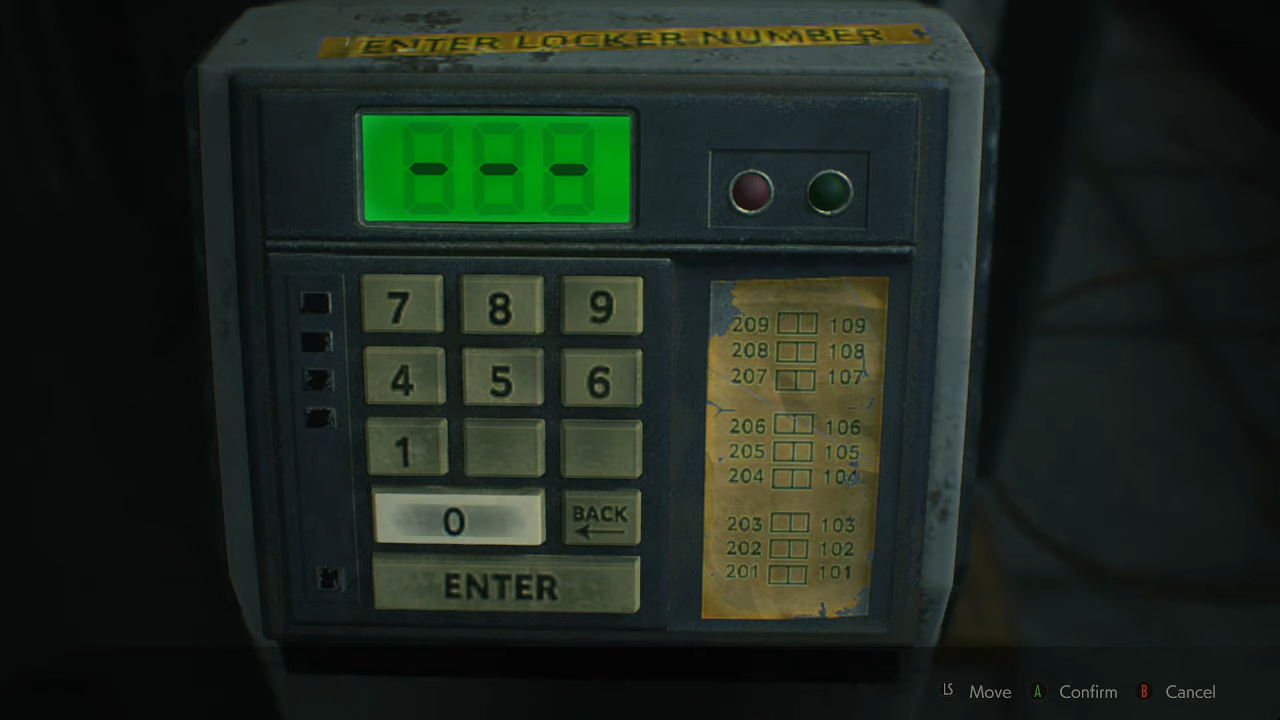 ENTER LOCKER NUMBER
- - -
7 8 9
4 5 6
1
0 BACK
ENTER
209 109
208 108
207 107
206 106
205 105
204 104
203 103
202 102
201 101
LS Move A Confirm B Cancel